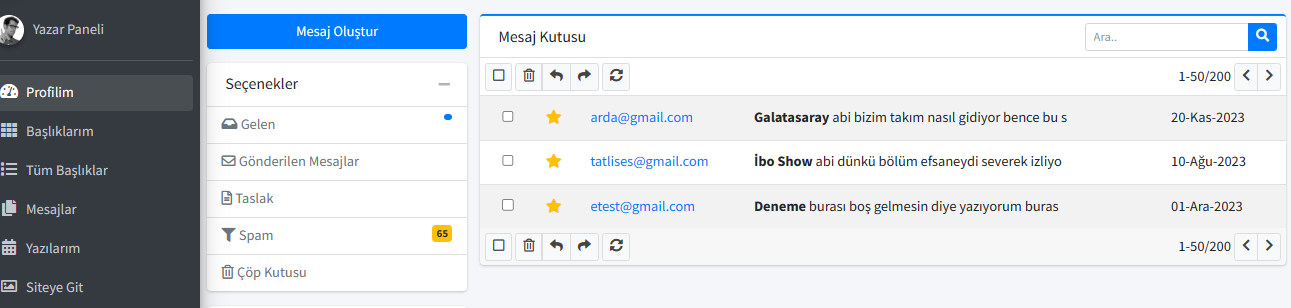 Yazar Paneli
Profilim
Başlıklarım
Tüm Başlıklar
Mesajlar
Yazılarım
Siteye Git
Mesaj Oluştur
Seçenekler
Gelen
Gönderilen Mesajlar
Taslak
Spam 65
Çöp Kutusu
Mesaj Kutusu
Ara..
1-50/200
arda@gmail.com Galatasaray abi bizim takım nasıl gidiyor bence bu s 20-Kas-2023
tatlises@gmail.com İbo Show abi dünkü bölüm efsaneydi severek izliyo 10-Ağu-2023
etest@gmail.com Deneme burası boş gelmesin diye yazıyorum buras 01-Ara-2023
1-50/200